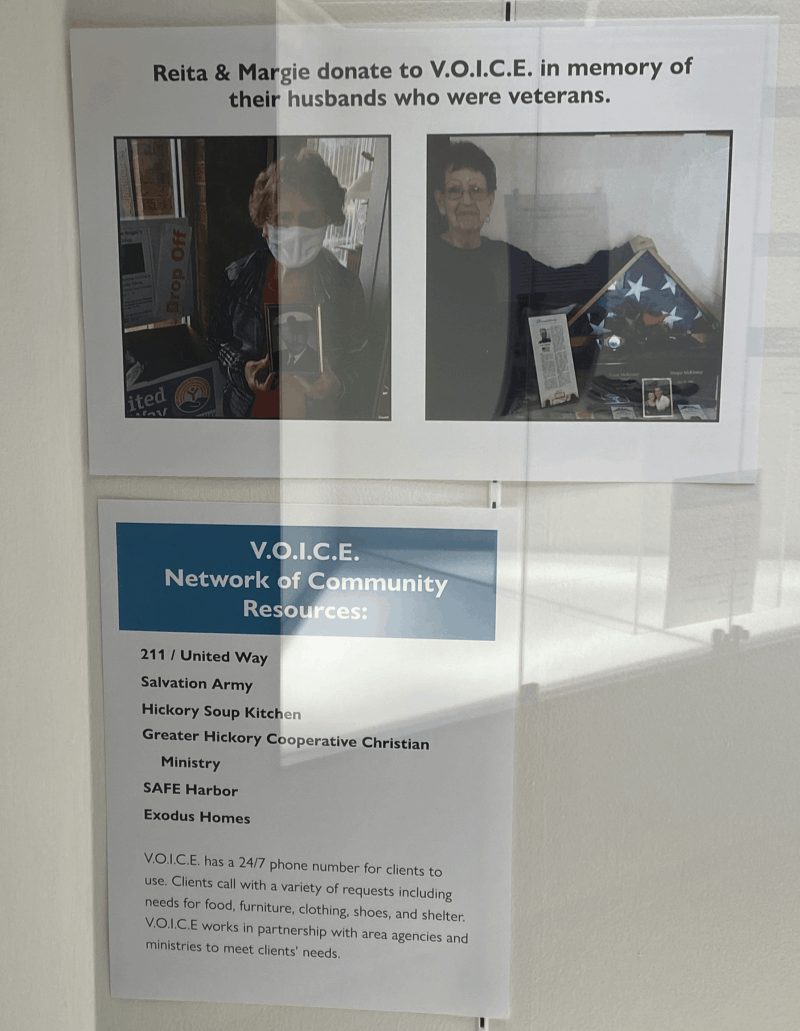 Reita & Margie donate to V.O.I.C.E. in memory of
their husbands who were veterans.
Drop Off
ited
Way
V.O.I.C.E.
Network of Community
Resources:
211 / United Way
Salvation Army
Hickory Soup Kitchen
Greater Hickory Cooperative Christian
Ministry
SAFE Harbor
Exodus Homes
V.O.I.C.E. has a 24/7 phone number for clients to
use. Clients call with a variety of requests including
needs for food, furniture, clothing, shoes, and shelter.
V.O.I.C.E works in partnership with area agencies and
ministries to meet clients' needs.